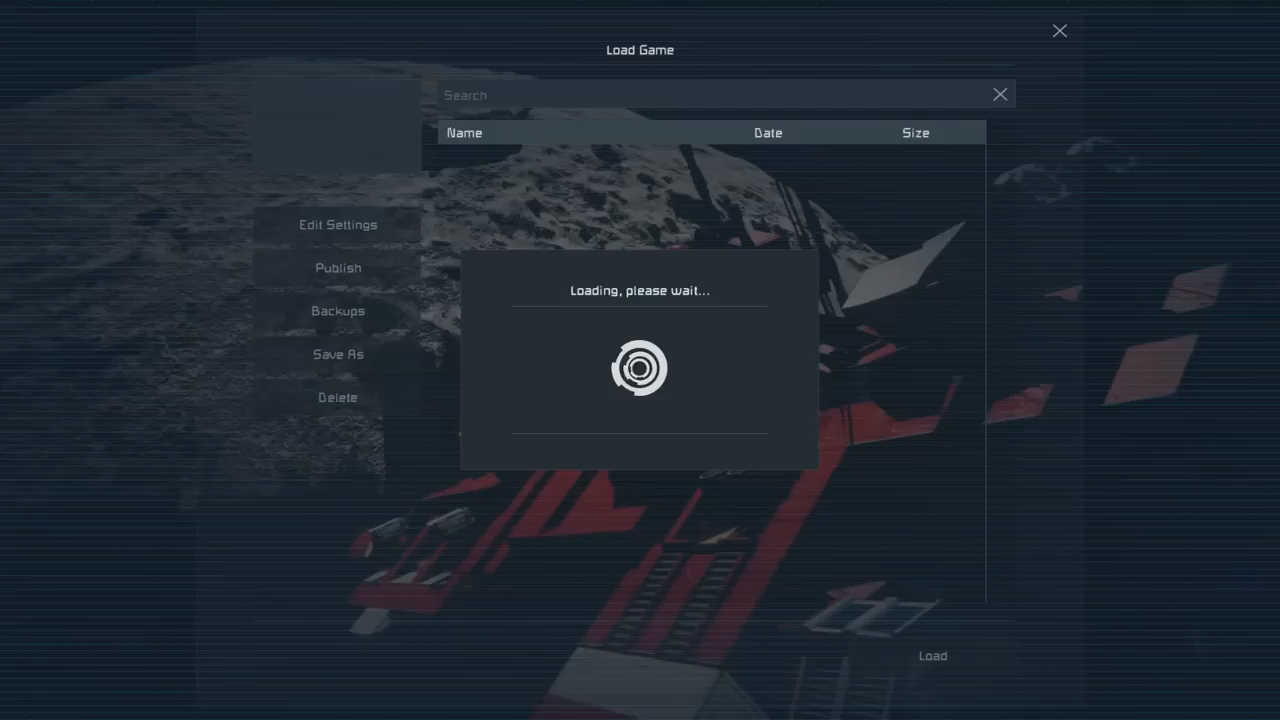 Load Game
Search
Name Date Size
Edit Settings
Publish
Backups
Save As
Delete
Loading, please wait...
Load